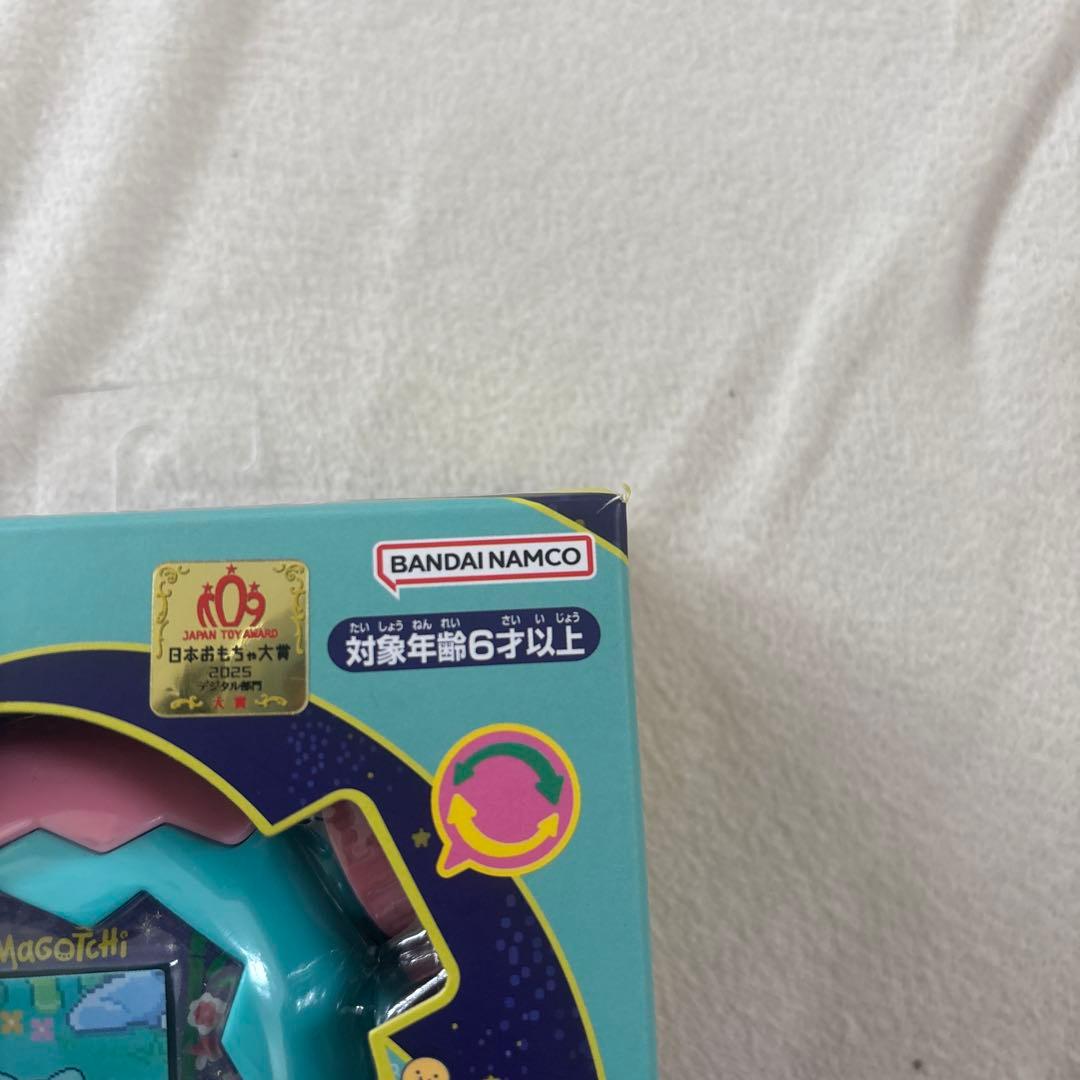 BANDAI NAMCO
JAPAN TOY AWARD
日本おもちゃ大賞
2025
デジタル部門
大賞
たい しょう ねん れい さい い じょう
対象年齢6才以上
MAGOTCHI